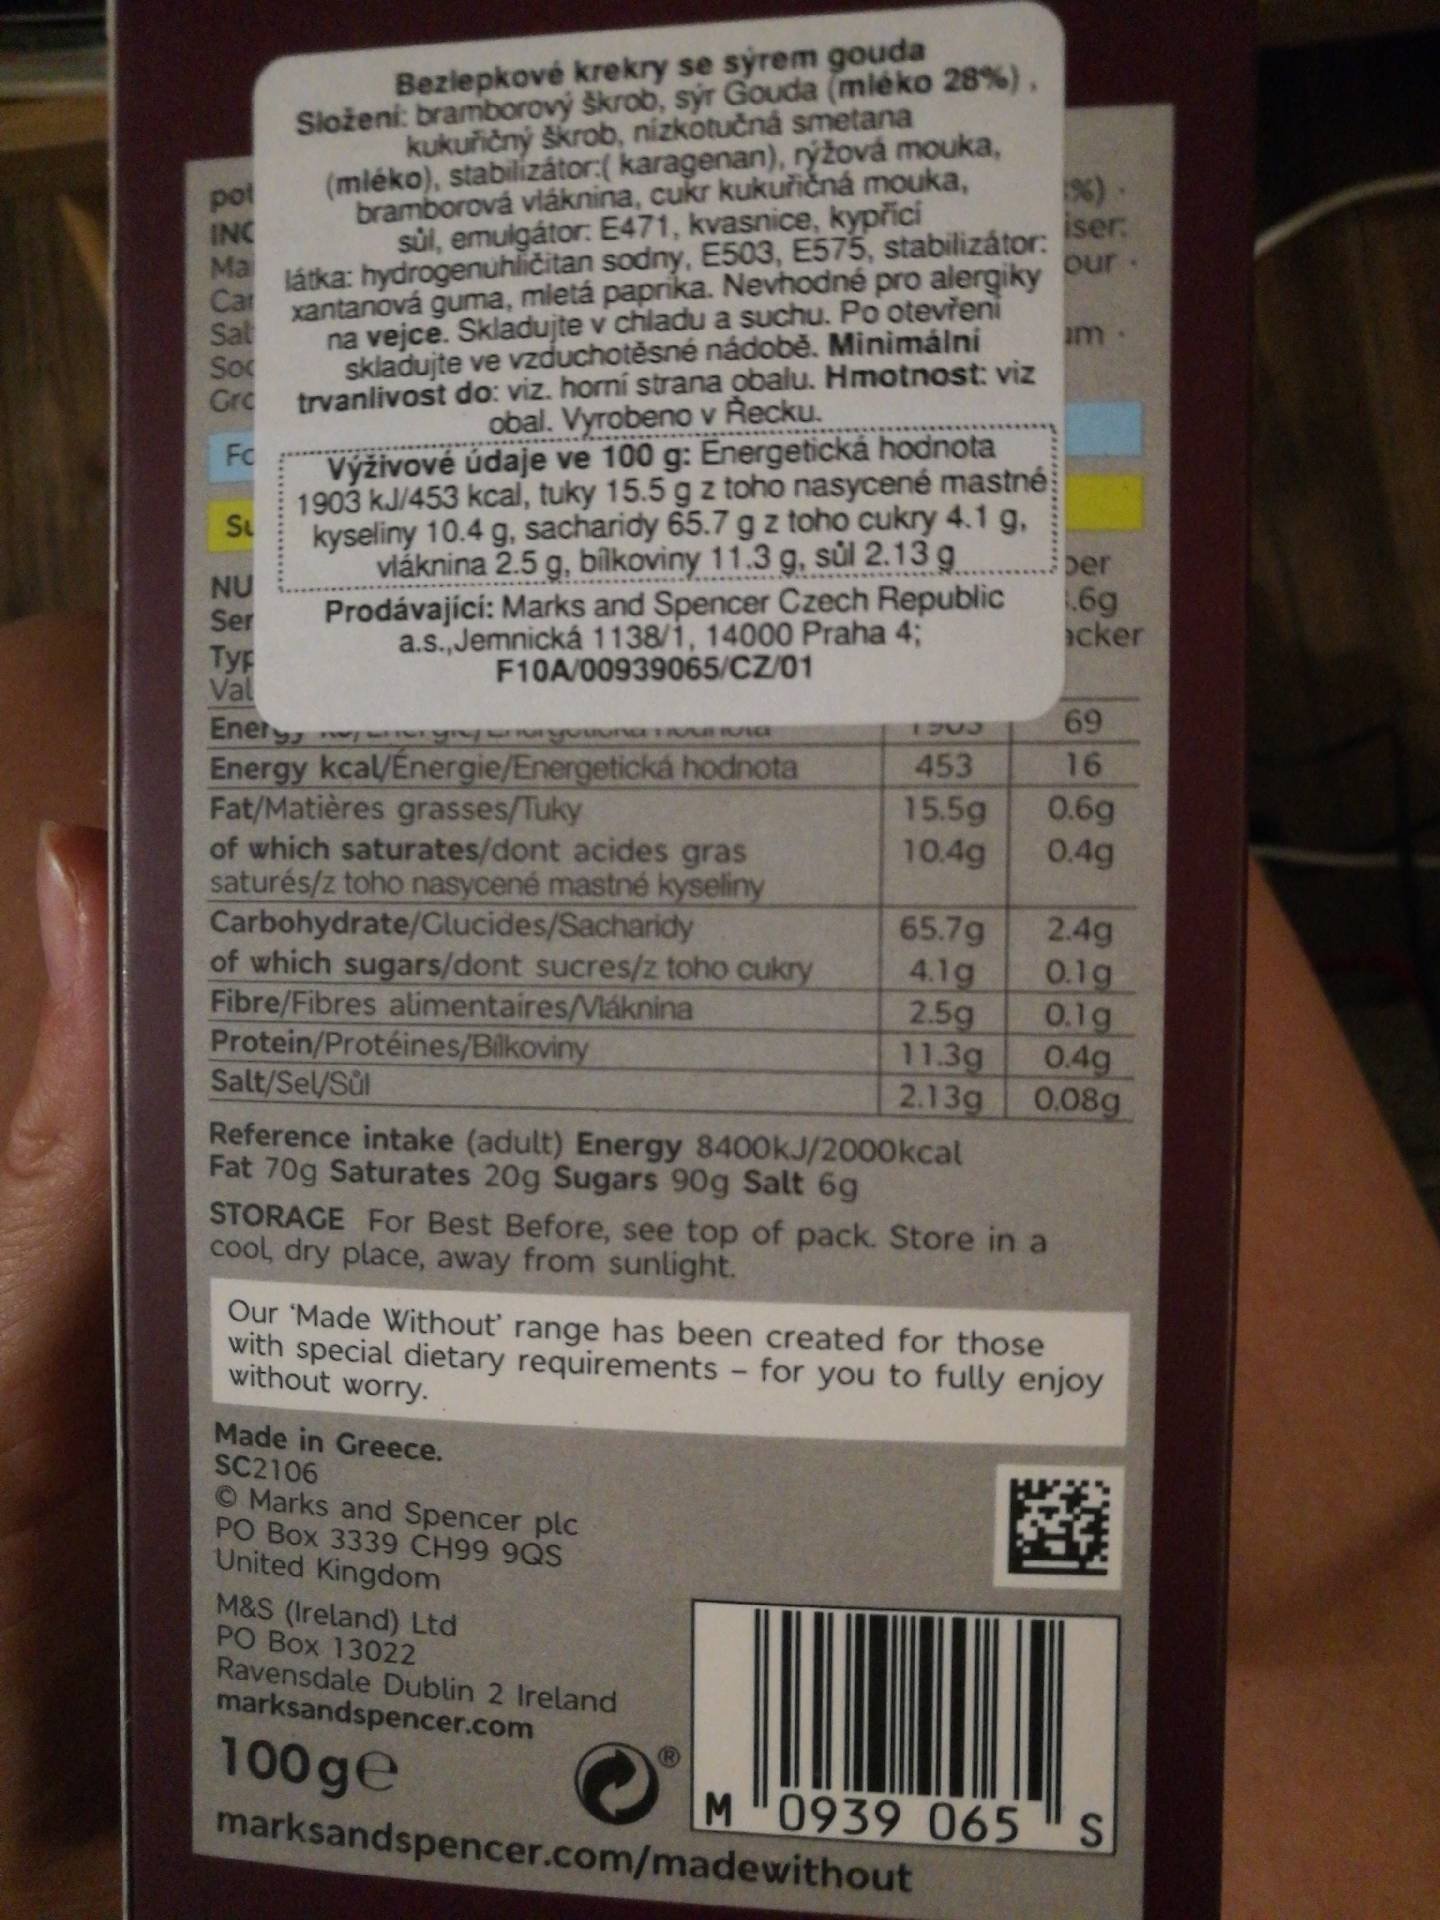 Bezlepkové krekry se sýrem gouda
Složení: bramborový škrob, sýr Gouda (mléko 28%) ,
kukuřičný škrob, nízkotučná smetana
(mléko), stabilizátor:( karagenan), rýžová mouka,
bramborová vláknina, cukr kukuřičná mouka,
sůl, emulgátor: E471, kvasnice, kypřící
látka: hydrogenuhličitan sodny, E503, E575, stabilizátor:
xantanová guma, mletá paprika. Nevhodné pro alergiky
na vejce. Skladujte v chladu a suchu. Po otevření
skladujte ve vzduchotěsné nádobě. Minimální
trvanlivost do: viz. horní strana obalu. Hmotnost: viz
obal. Vyrobeno v Řecku.
Výživové údaje ve 100 g: Energetická hodnota
1903 kJ/453 kcal, tuky 15.5 g z toho nasycené mastné
kyseliny 10.4 g, sacharidy 65.7 g z toho cukry 4.1 g,
vláknina 2.5 g, bílkoviny 11.3 g, sůl 2.13 g
Prodávající: Marks and Spencer Czech Republic
a.s.,Jemnická 1138/1, 14000 Praha 4;
F10A/00939065/CZ/01
per
acker
1903 69
Energy kcal/Énergie/Energetická hodnota 453 16
Fat/Matières grasses/Tuky 15.5g 0.6g
of which saturates/dont acides gras 10.4g 0.4g
saturés/z toho nasycené mastné kyseliny
Carbohydrate/Glucides/Sacharidy 65.7g 2.4g
of which sugars/dont sucres/z toho cukry 4.1g 0.1g
Fibre/Fibres alimentaires/Vláknina 2.5g 0.1g
Protein/Protéines/Bílkoviny 11.3g 0.4g
Salt/Sel/Sůl 2.13g 0.08g
Reference intake (adult) Energy 8400kJ/2000kcal
Fat 70g Saturates 20g Sugars 90g Salt 6g
STORAGE For Best Before, see top of pack. Store in a
cool, dry place, away from sunlight.
Our 'Made Without' range has been created for those
with special dietary requirements – for you to fully enjoy
without worry.
Made in Greece.
SC2106
© Marks and Spencer plc
PO Box 3339 CH99 9QS
United Kingdom
M&S (Ireland) Ltd
PO Box 13022
Ravensdale Dublin 2 Ireland
marksandspencer.com
100g℮
®
M 0939 065 S
marksandspencer.com/madewithout